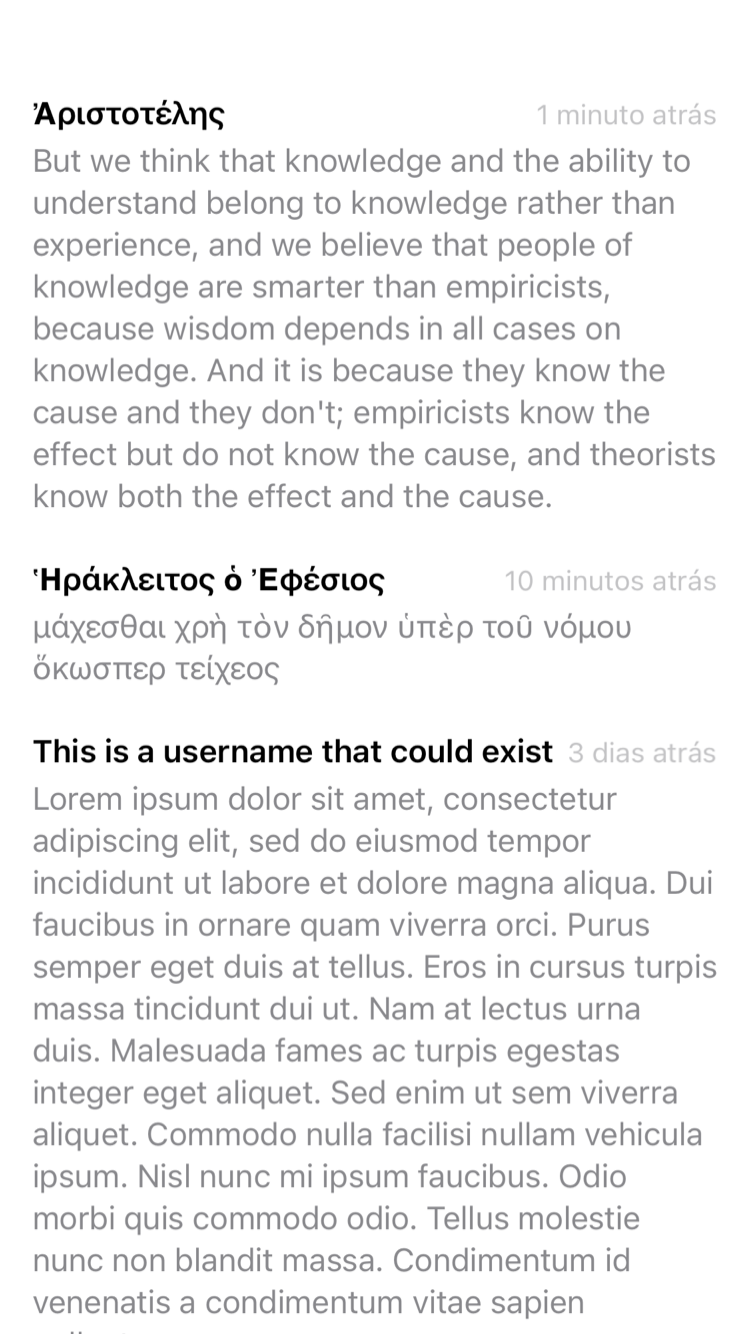 Ἀριστοτέλης 1 minuto atrás
But we think that knowledge and the ability to
understand belong to knowledge rather than
experience, and we believe that people of
knowledge are smarter than empiricists,
because wisdom depends in all cases on
knowledge. And it is because they know the
cause and they don't; empiricists know the
effect but do not know the cause, and theorists
know both the effect and the cause.
Ἡράκλειτος ὁ Ἐφέσιος 10 minutos atrás
μάχεσθαι χρὴ τὸν δῆμον ὑπὲρ τοῦ νόμου
ὅκωσπερ τείχεος
This is a username that could exist 3 dias atrás
Lorem ipsum dolor sit amet, consectetur
adipiscing elit, sed do eiusmod tempor
incididunt ut labore et dolore magna aliqua. Dui
faucibus in ornare quam viverra orci. Purus
semper eget duis at tellus. Eros in cursus turpis
massa tincidunt dui ut. Nam at lectus urna
duis. Malesuada fames ac turpis egestas
integer eget aliquet. Sed enim ut sem viverra
aliquet. Commodo nulla facilisi nullam vehicula
ipsum. Nisl nunc mi ipsum faucibus. Odio
morbi quis commodo odio. Tellus molestie
nunc non blandit massa. Condimentum id
venenatis a condimentum vitae sapien